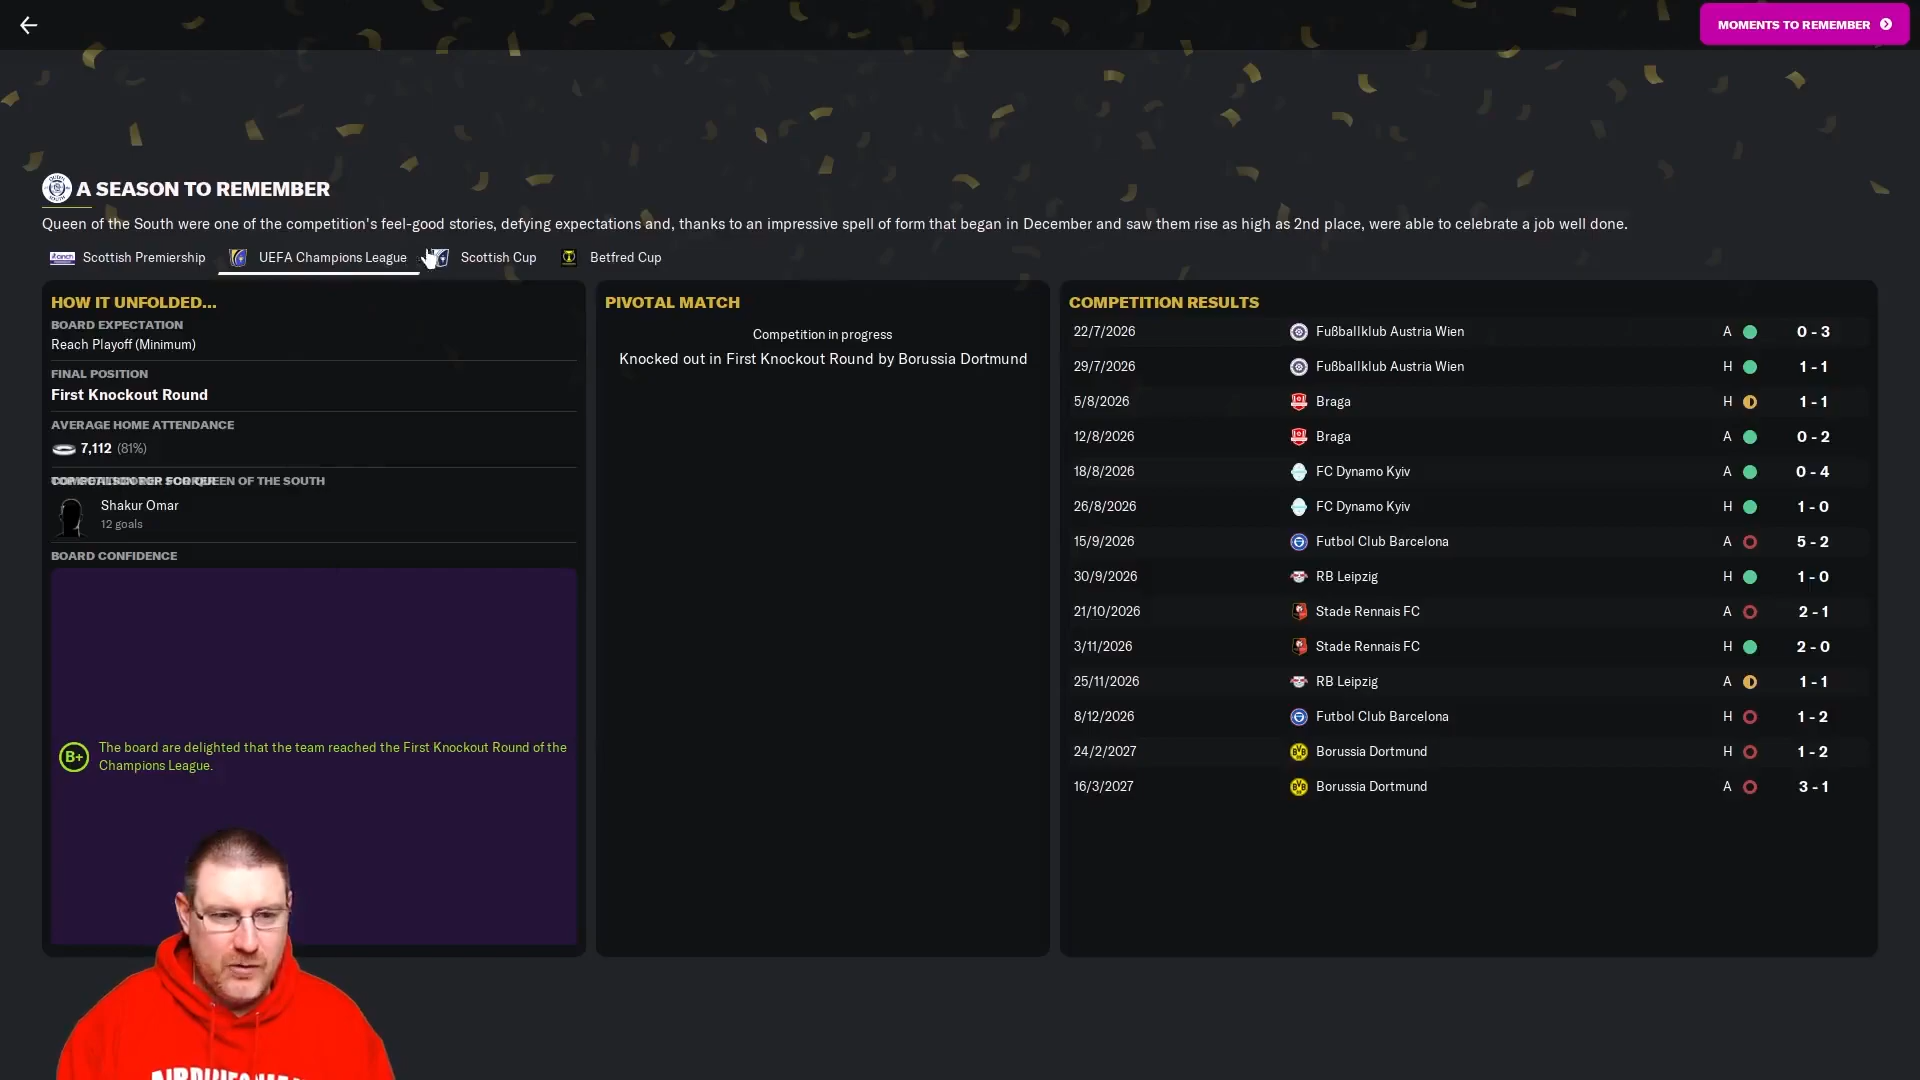 MOMENTS TO REMEMBER
A SEASON TO REMEMBER
Queen of the South were one of the competition's feel-good stories, defying expectations and, thanks to an impressive spell of form that began in December and saw them rise as high as 2nd place, were able to celebrate a job well done.
Scottish Premiership UEFA Champions League Scottish Cup Betfred Cup
HOW IT UNFOLDED...
BOARD EXPECTATION
Reach Playoff (Minimum)
FINAL POSITION
First Knockout Round
AVERAGE HOME ATTENDANCE
7,112 (81%)
QUEEN OF THE SOUTH
Shakur Omar
12 goals
BOARD CONFIDENCE
B+ The board are delighted that the team reached the First Knockout Round of the
Champions League.
PIVOTAL MATCH
Competition in progress
Knocked out in First Knockout Round by Borussia Dortmund
COMPETITION RESULTS
22/7/2026 Fußballklub Austria Wien A 0 - 3
29/7/2026 Fußballklub Austria Wien H 1 - 1
5/8/2026 Braga H 1 - 1
12/8/2026 Braga A 0 - 2
18/8/2026 FC Dynamo Kyiv A 0 - 4
26/8/2026 FC Dynamo Kyiv H 1 - 0
15/9/2026 Futbol Club Barcelona A 5 - 2
30/9/2026 RB Leipzig H 1 - 0
21/10/2026 Stade Rennais FC A 2 - 1
3/11/2026 Stade Rennais FC H 2 - 0
25/11/2026 RB Leipzig A 1 - 1
8/12/2026 Futbol Club Barcelona H 1 - 2
24/2/2027 Borussia Dortmund H 1 - 2
16/3/2027 Borussia Dortmund A 3 - 1